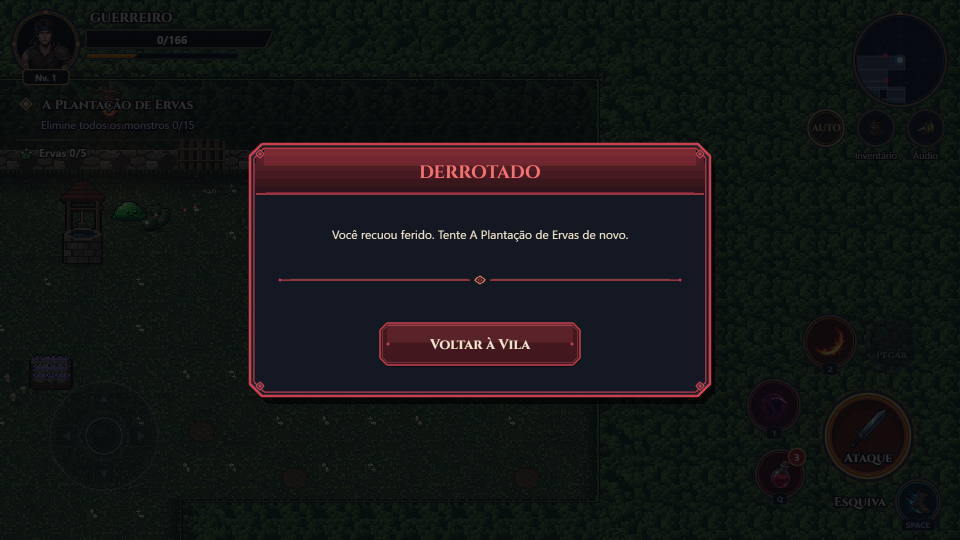 GUERREIRO
0/166
Nv. 1
A Plantação de Ervas
Elimine todos os monstros 0/15
Ervas 0/5
AUTO
Inventário
Áudio
DERROTADO
Você recuou ferido. Tente A Plantação de Ervas de novo.
Voltar à Vila
PEGAR
2
1
Ataque
3
Q
Esquiva
SPACE